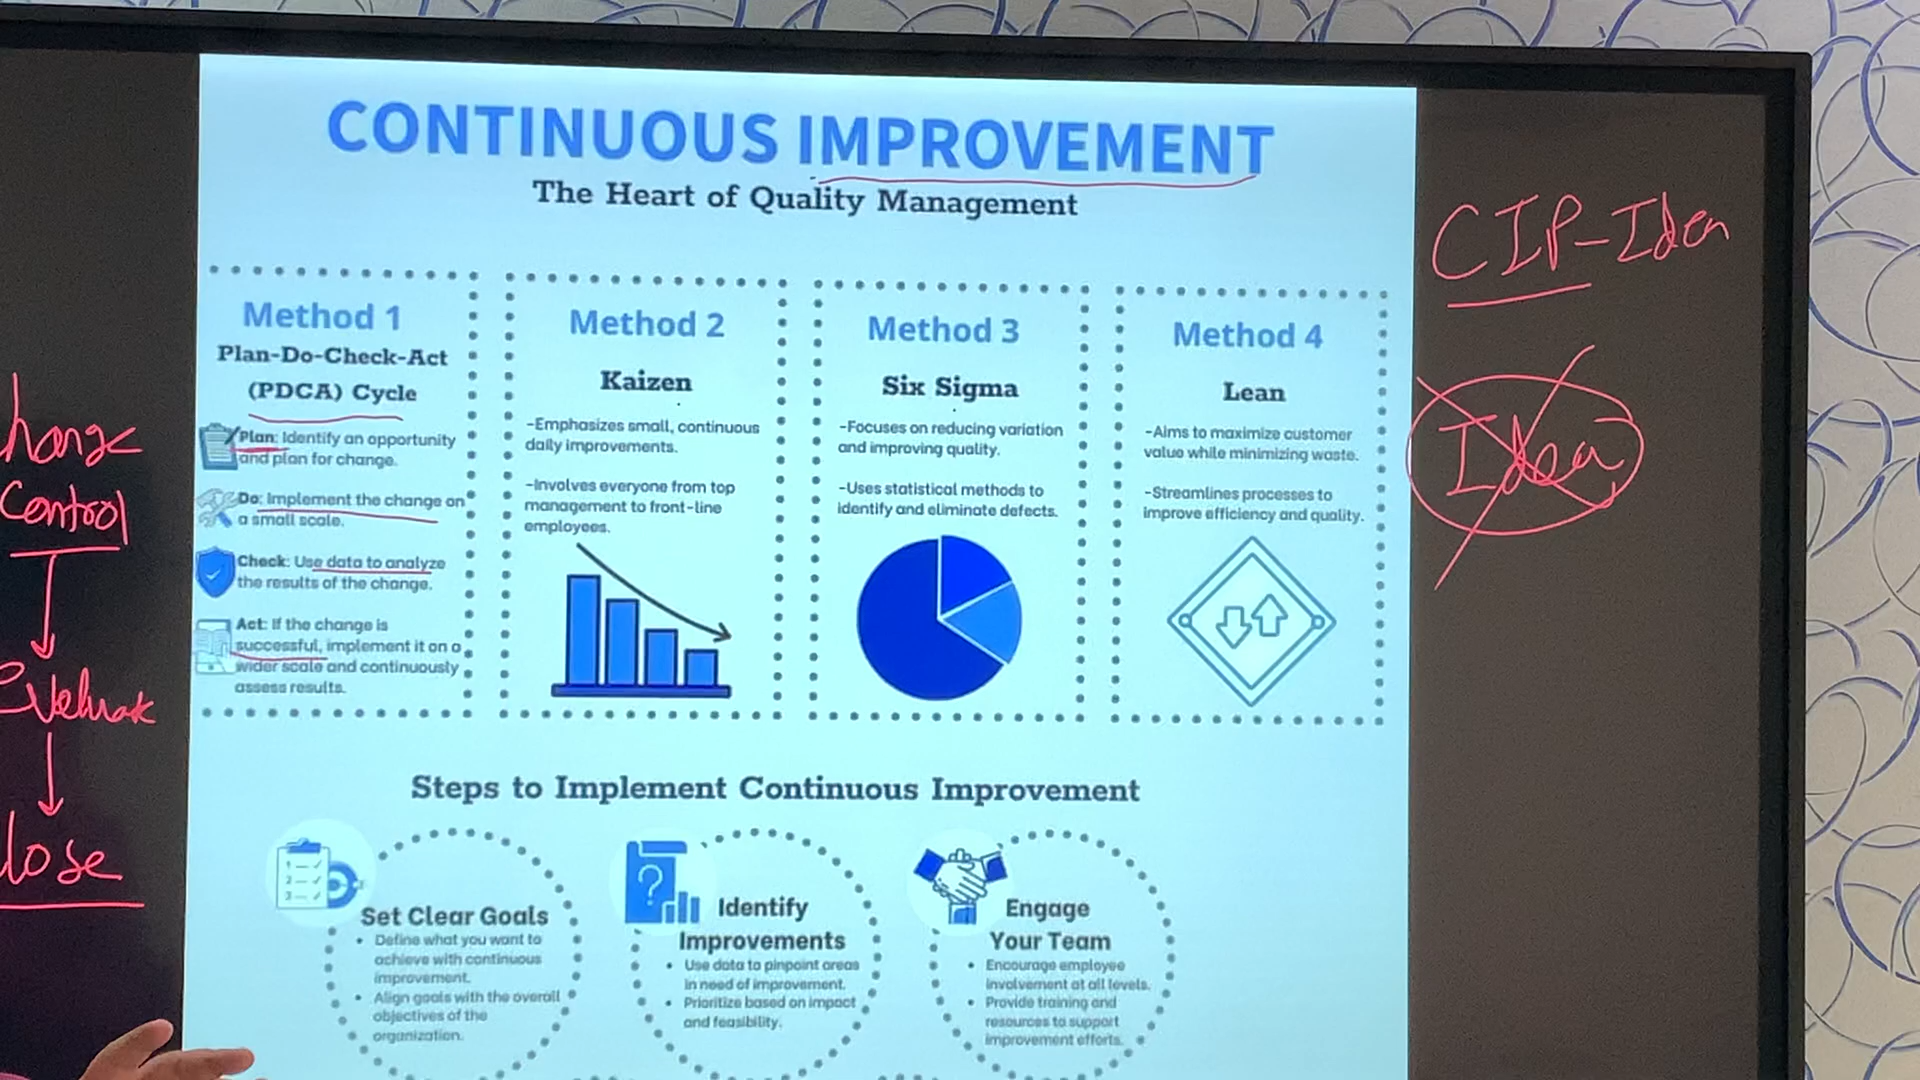 CONTINUOUS IMPROVEMENT
The Heart of Quality Management
Method 1
Plan-Do-Check-Act
(PDCA) Cycle
Plan: Identify an opportunity
and plan for change.
Do: Implement the change on
a small scale.
Check: Use data to analyze
the results of the change.
Act: If the change is
successful, implement it on a
wider scale and continuously
assess results.
Method 2
Kaizen
-Emphasizes small, continuous
daily improvements.
-Involves everyone from top
management to front-line
employees.
Method 3
Six Sigma
-Focuses on reducing variation
and improving quality.
-Uses statistical methods to
identify and eliminate defects.
Method 4
Lean
-Aims to maximize customer
value while minimizing waste.
-Streamlines processes to
improve efficiency and quality.
Steps to Implement Continuous Improvement
1
2
3
Set Clear Goals
• Define what you want to
achieve with continuous
improvement.
• Align goals with the overall
objectives of the
organization.
?
Identify
Improvements
• Use data to pinpoint areas
in need of improvement.
• Prioritize based on impact
and feasibility.
Engage
Your Team
• Encourage employee
involvement at all levels.
• Provide training and
resources to support
improvement efforts.
CIP-Idea
Idea
hange
Control
lose